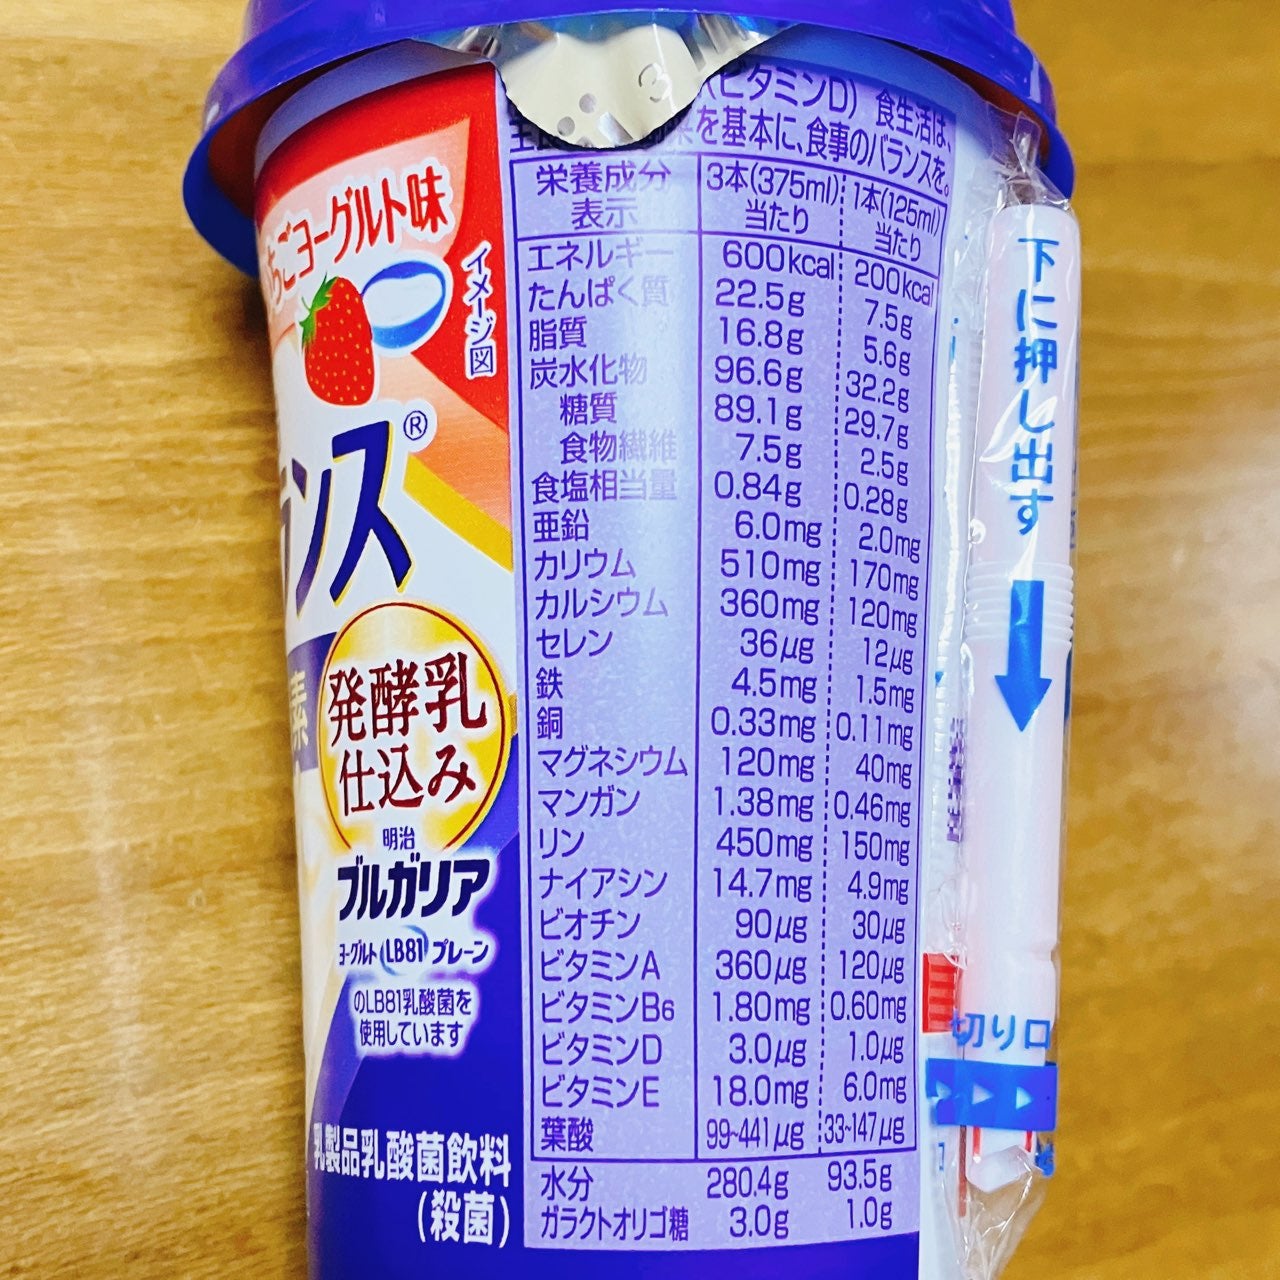 (ビタミンD) 食生活は、
を基本に、食事のバランスを。
ちごヨーグルト味
イメージ図
ンス®
素
発酵乳
仕込み
明治
ブルガリア
ヨーグルト LB81 プレーン
のLB81乳酸菌を
使用しています
乳製品乳酸菌飲料
(殺菌)
栄養成分表示 3本(375ml)当たり 1本(125ml)当たり
エネルギー 600kcal 200kcal
たんぱく質 22.5g 7.5g
脂質 16.8g 5.6g
炭水化物 96.6g 32.2g
糖質 89.1g 29.7g
食物繊維 7.5g 2.5g
食塩相当量 0.84g 0.28g
亜鉛 6.0mg 2.0mg
カリウム 510mg 170mg
カルシウム 360mg 120mg
セレン 36μg 12μg
鉄 4.5mg 1.5mg
銅 0.33mg 0.11mg
マグネシウム 120mg 40mg
マンガン 1.38mg 0.46mg
リン 450mg 150mg
ナイアシン 14.7mg 4.9mg
ビオチン 90μg 30μg
ビタミンA 360μg 120μg
ビタミンB6 1.80mg 0.60mg
ビタミンD 3.0μg 1.0μg
ビタミンE 18.0mg 6.0mg
葉酸 99~441μg 33~147μg
水分 280.4g 93.5g
ガラクトオリゴ糖 3.0g 1.0g
下に押し出す
切り口
3